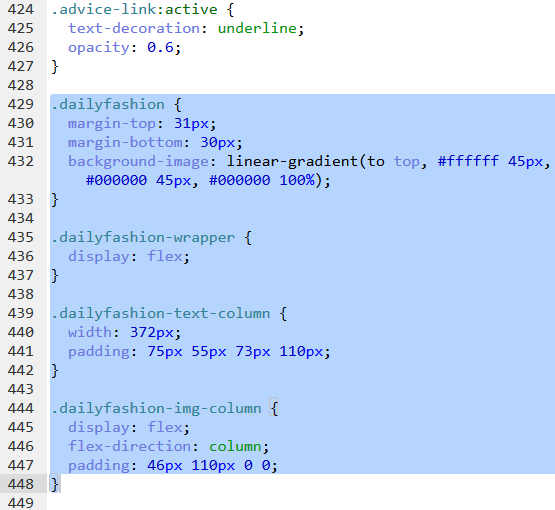 424 .advice-link:active {
425 text-decoration: underline;
426 opacity: 0.6;
427 }
428
429 .dailyfashion {
430 margin-top: 31px;
431 margin-bottom: 30px;
432 background-image: linear-gradient(to top, #ffffff 45px,
#000000 45px, #000000 100%);
433 }
434
435 .dailyfashion-wrapper {
436 display: flex;
437 }
438
439 .dailyfashion-text-column {
440 width: 372px;
441 padding: 75px 55px 73px 110px;
442 }
443
444 .dailyfashion-img-column {
445 display: flex;
446 flex-direction: column;
447 padding: 46px 110px 0 0;
448 }
449